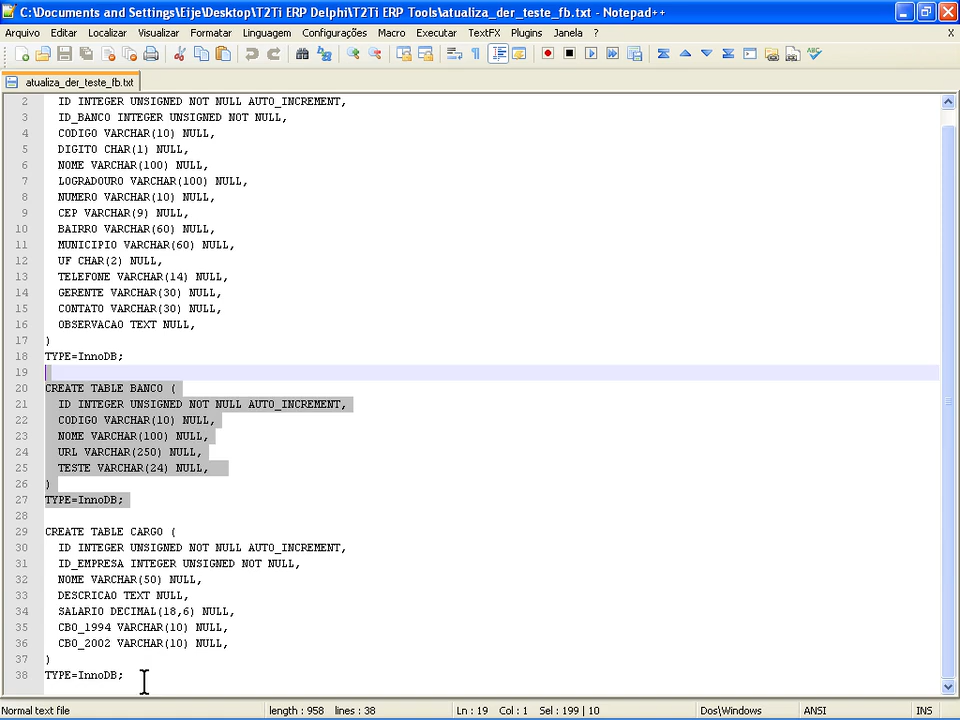 C:\Documents and Settings\Eije\Desktop\T2Ti ERP Delphi\T2Ti ERP Tools\atualiza_der_teste_fb.txt - Notepad++
Arquivo Editar Localizar Visualizar Formatar Linguagem Configurações Macro Executar TextFX Plugins Janela ? X
atualiza_der_teste_fb.txt
2 ID INTEGER UNSIGNED NOT NULL AUTO_INCREMENT,
3 ID_BANCO INTEGER UNSIGNED NOT NULL,
4 CODIGO VARCHAR(10) NULL,
5 DIGITO CHAR(1) NULL,
6 NOME VARCHAR(100) NULL,
7 LOGRADOURO VARCHAR(100) NULL,
8 NUMERO VARCHAR(10) NULL,
9 CEP VARCHAR(9) NULL,
10 BAIRRO VARCHAR(60) NULL,
11 MUNICIPIO VARCHAR(60) NULL,
12 UF CHAR(2) NULL,
13 TELEFONE VARCHAR(14) NULL,
14 GERENTE VARCHAR(30) NULL,
15 CONTATO VARCHAR(30) NULL,
16 OBSERVACAO TEXT NULL,
17 )
18 TYPE=InnoDB;
19
20 CREATE TABLE BANCO (
21 ID INTEGER UNSIGNED NOT NULL AUTO_INCREMENT,
22 CODIGO VARCHAR(10) NULL,
23 NOME VARCHAR(100) NULL,
24 URL VARCHAR(250) NULL,
25 TESTE VARCHAR(24) NULL,
26 )
27 TYPE=InnoDB;
28
29 CREATE TABLE CARGO (
30 ID INTEGER UNSIGNED NOT NULL AUTO_INCREMENT,
31 ID_EMPRESA INTEGER UNSIGNED NOT NULL,
32 NOME VARCHAR(50) NULL,
33 DESCRICAO TEXT NULL,
34 SALARIO DECIMAL(18,6) NULL,
35 CBO_1994 VARCHAR(10) NULL,
36 CBO_2002 VARCHAR(10) NULL,
37 )
38 TYPE=InnoDB;
Normal text file length : 958 lines : 38 Ln : 19 Col : 1 Sel : 199 | 10 Dos\Windows ANSI INS